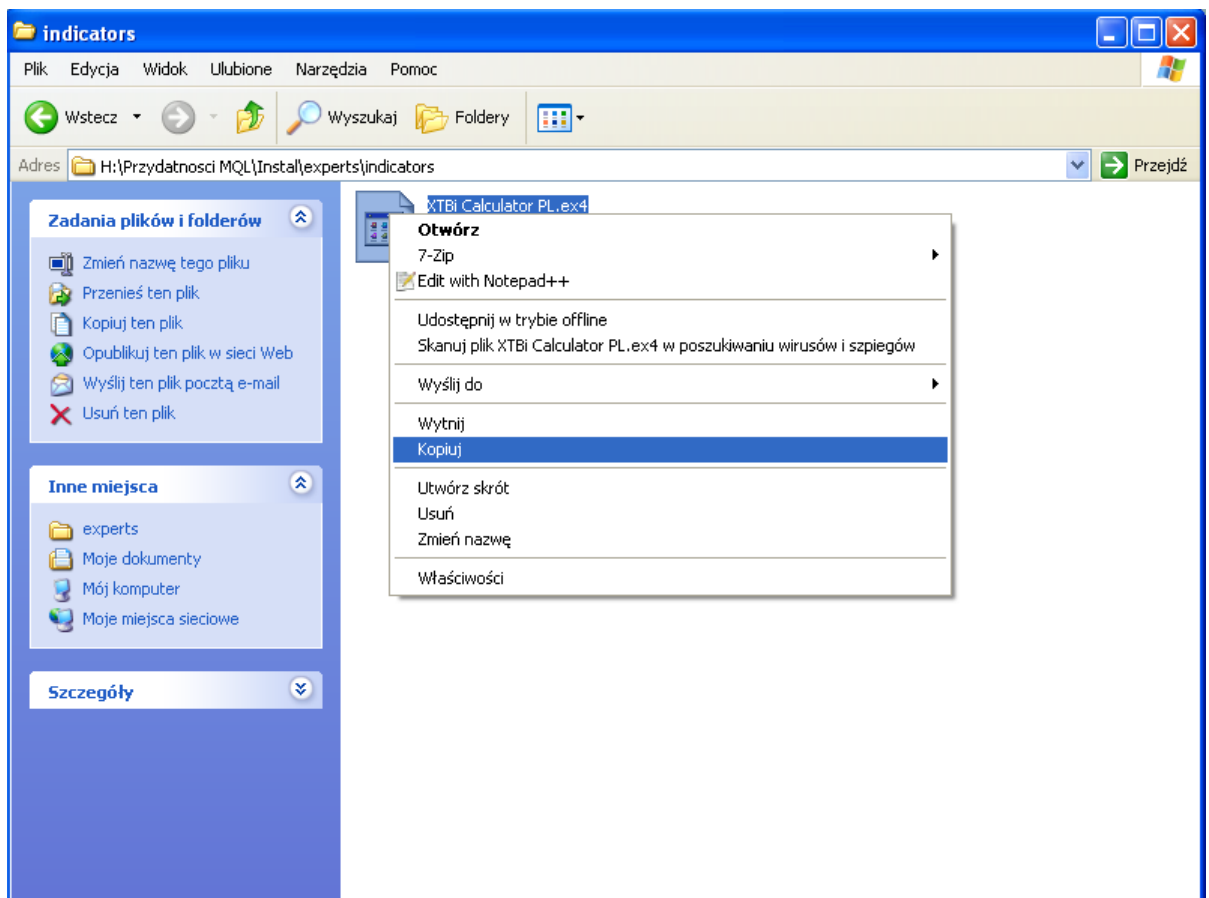 indicators
Plik Edycja Widok Ulubione Narzędzia Pomoc
Wstecz Wyszukaj Foldery
Adres H:\Przydatnosci MQL\Instal\experts\indicators Przejdź
Zadania plików i folderów
Zmień nazwę tego pliku
Przenieś ten plik
Kopiuj ten plik
Opublikuj ten plik w sieci Web
Wyślij ten plik pocztą e-mail
Usuń ten plik
Inne miejsca
experts
Moje dokumenty
Mój komputer
Moje miejsca sieciowe
Szczegóły
XTBi Calculator PL.ex4
Otwórz
7-Zip
Edit with Notepad++
Udostępnij w trybie offline
Skanuj plik XTBi Calculator PL.ex4 w poszukiwaniu wirusów i szpiegów
Wyślij do
Wytnij
Kopiuj
Utwórz skrót
Usuń
Zmień nazwę
Właściwości